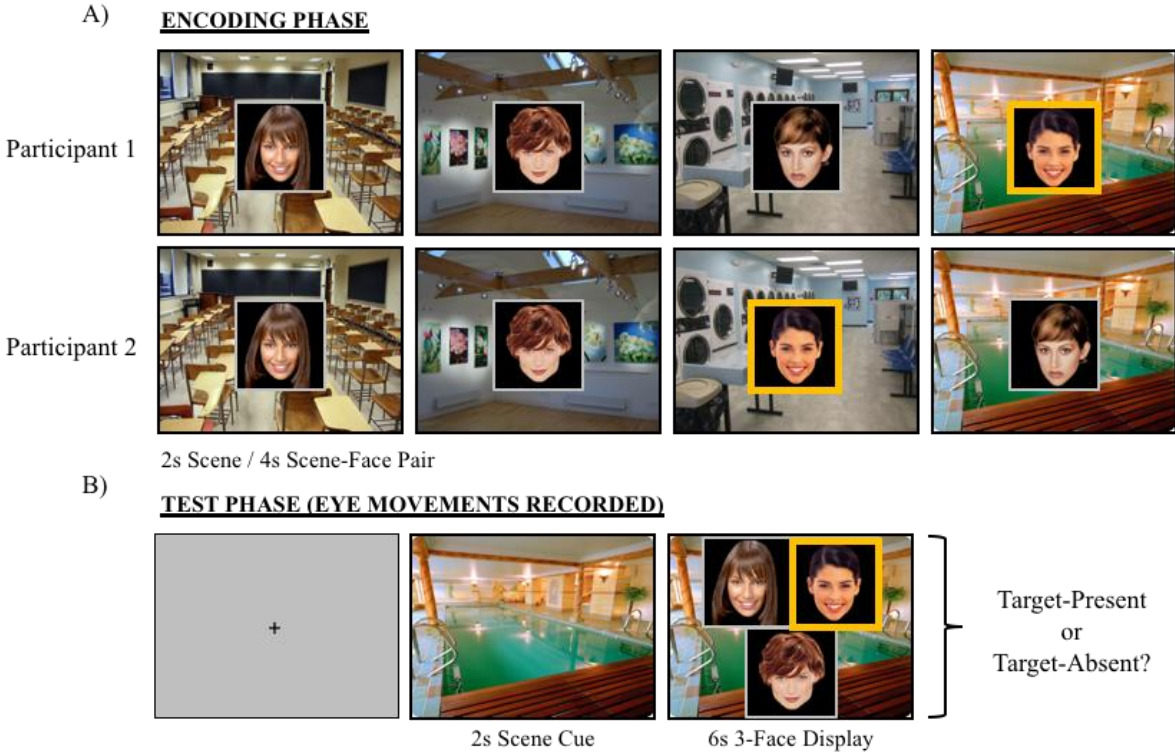 A)
ENCODING PHASE
Participant 1
Participant 2
2s Scene / 4s Scene-Face Pair
B)
TEST PHASE (EYE MOVEMENTS RECORDED)
+
Target-Present
or
Target-Absent?
2s Scene Cue
6s 3-Face Display